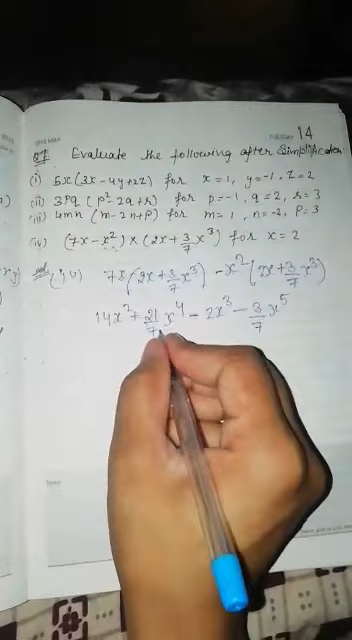 TUESDAY 14
Q7 Evaluate the following after Simplification
(i) 5x(3x-4y+2z) for x=1, y=-1, z=2
(ii) 3pq (p²-2q+r) for p=-1, q=2, r=3
(iii) 4mn (m-2n+p) for m=1, n=-2, p=3
(iv) (7x-x²) × (2x+3/7 x³) for x=2
sol (iv) 7x(2x+3/7 x³) -x²(2x+3/7 x³)
14x²+21/7 x⁴ - 2x³ - 3/7 x⁵